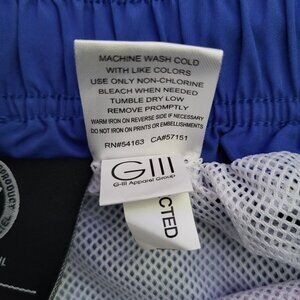 MACHINE WASH COLD
WITH LIKE COLORS
USE ONLY NON-CHLORINE
BLEACH WHEN NEEDED
TUMBLE DRY LOW
REMOVE PROMPTLY
WARM IRON ON REVERSE SIDE IF NECESSARY
DO NOT IRON ON PRINTS OR EMBELLISHMENTS
RN#54163 CA#57151
GIII
G-III Apparel Group
CTED